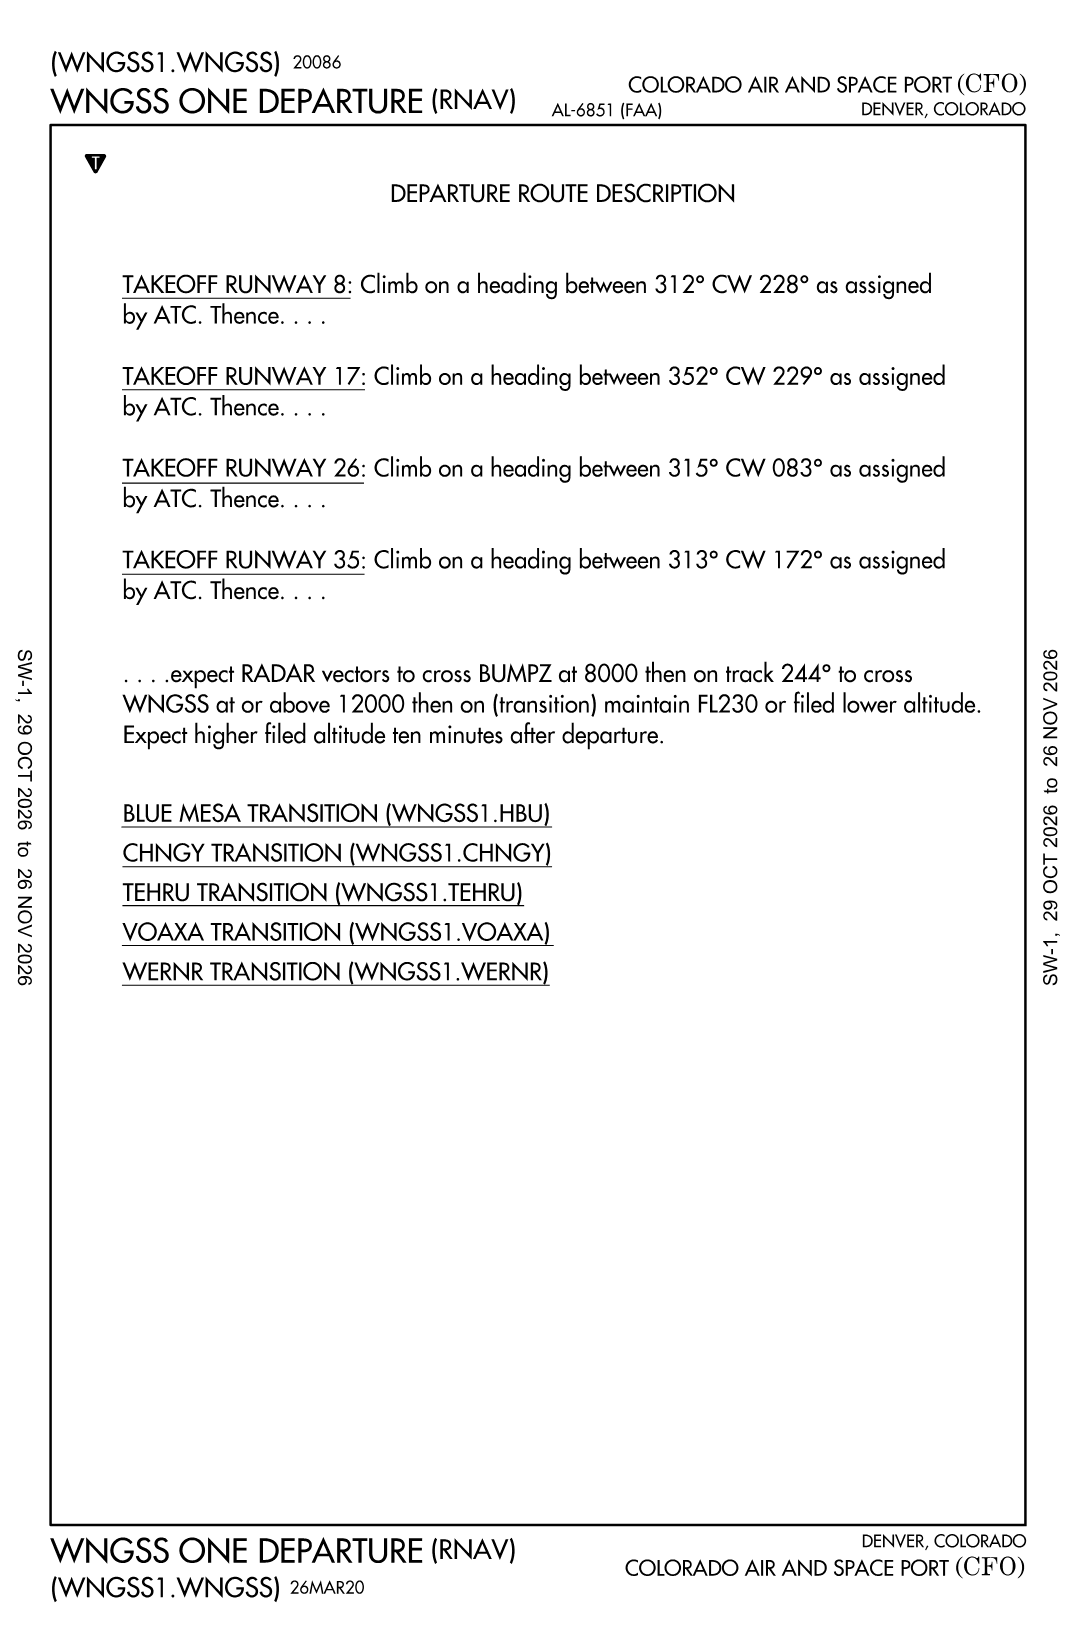 (WNGSS1.WNGSS) 20086
WNGSS ONE DEPARTURE (RNAV)
AL-6851 (FAA)
COLORADO AIR AND SPACE PORT (CFO)
DENVER, COLORADO
T
DEPARTURE ROUTE DESCRIPTION
TAKEOFF RUNWAY 8: Climb on a heading between 312° CW 228° as assigned
by ATC. Thence. . . .
TAKEOFF RUNWAY 17: Climb on a heading between 352° CW 229° as assigned
by ATC. Thence. . . .
TAKEOFF RUNWAY 26: Climb on a heading between 315° CW 083° as assigned
by ATC. Thence. . . .
TAKEOFF RUNWAY 35: Climb on a heading between 313° CW 172° as assigned
by ATC. Thence. . . .
. . . .expect RADAR vectors to cross BUMPZ at 8000 then on track 244° to cross
WNGSS at or above 12000 then on (transition) maintain FL230 or filed lower altitude.
Expect higher filed altitude ten minutes after departure.
BLUE MESA TRANSITION (WNGSS1.HBU)
CHNGY TRANSITION (WNGSS1.CHNGY)
TEHRU TRANSITION (WNGSS1.TEHRU)
VOAXA TRANSITION (WNGSS1.VOAXA)
WERNR TRANSITION (WNGSS1.WERNR)
SW-1, 29 OCT 2026 to 26 NOV 2026
SW-1, 29 OCT 2026 to 26 NOV 2026
WNGSS ONE DEPARTURE (RNAV)
(WNGSS1.WNGSS) 26MAR20
DENVER, COLORADO
COLORADO AIR AND SPACE PORT (CFO)